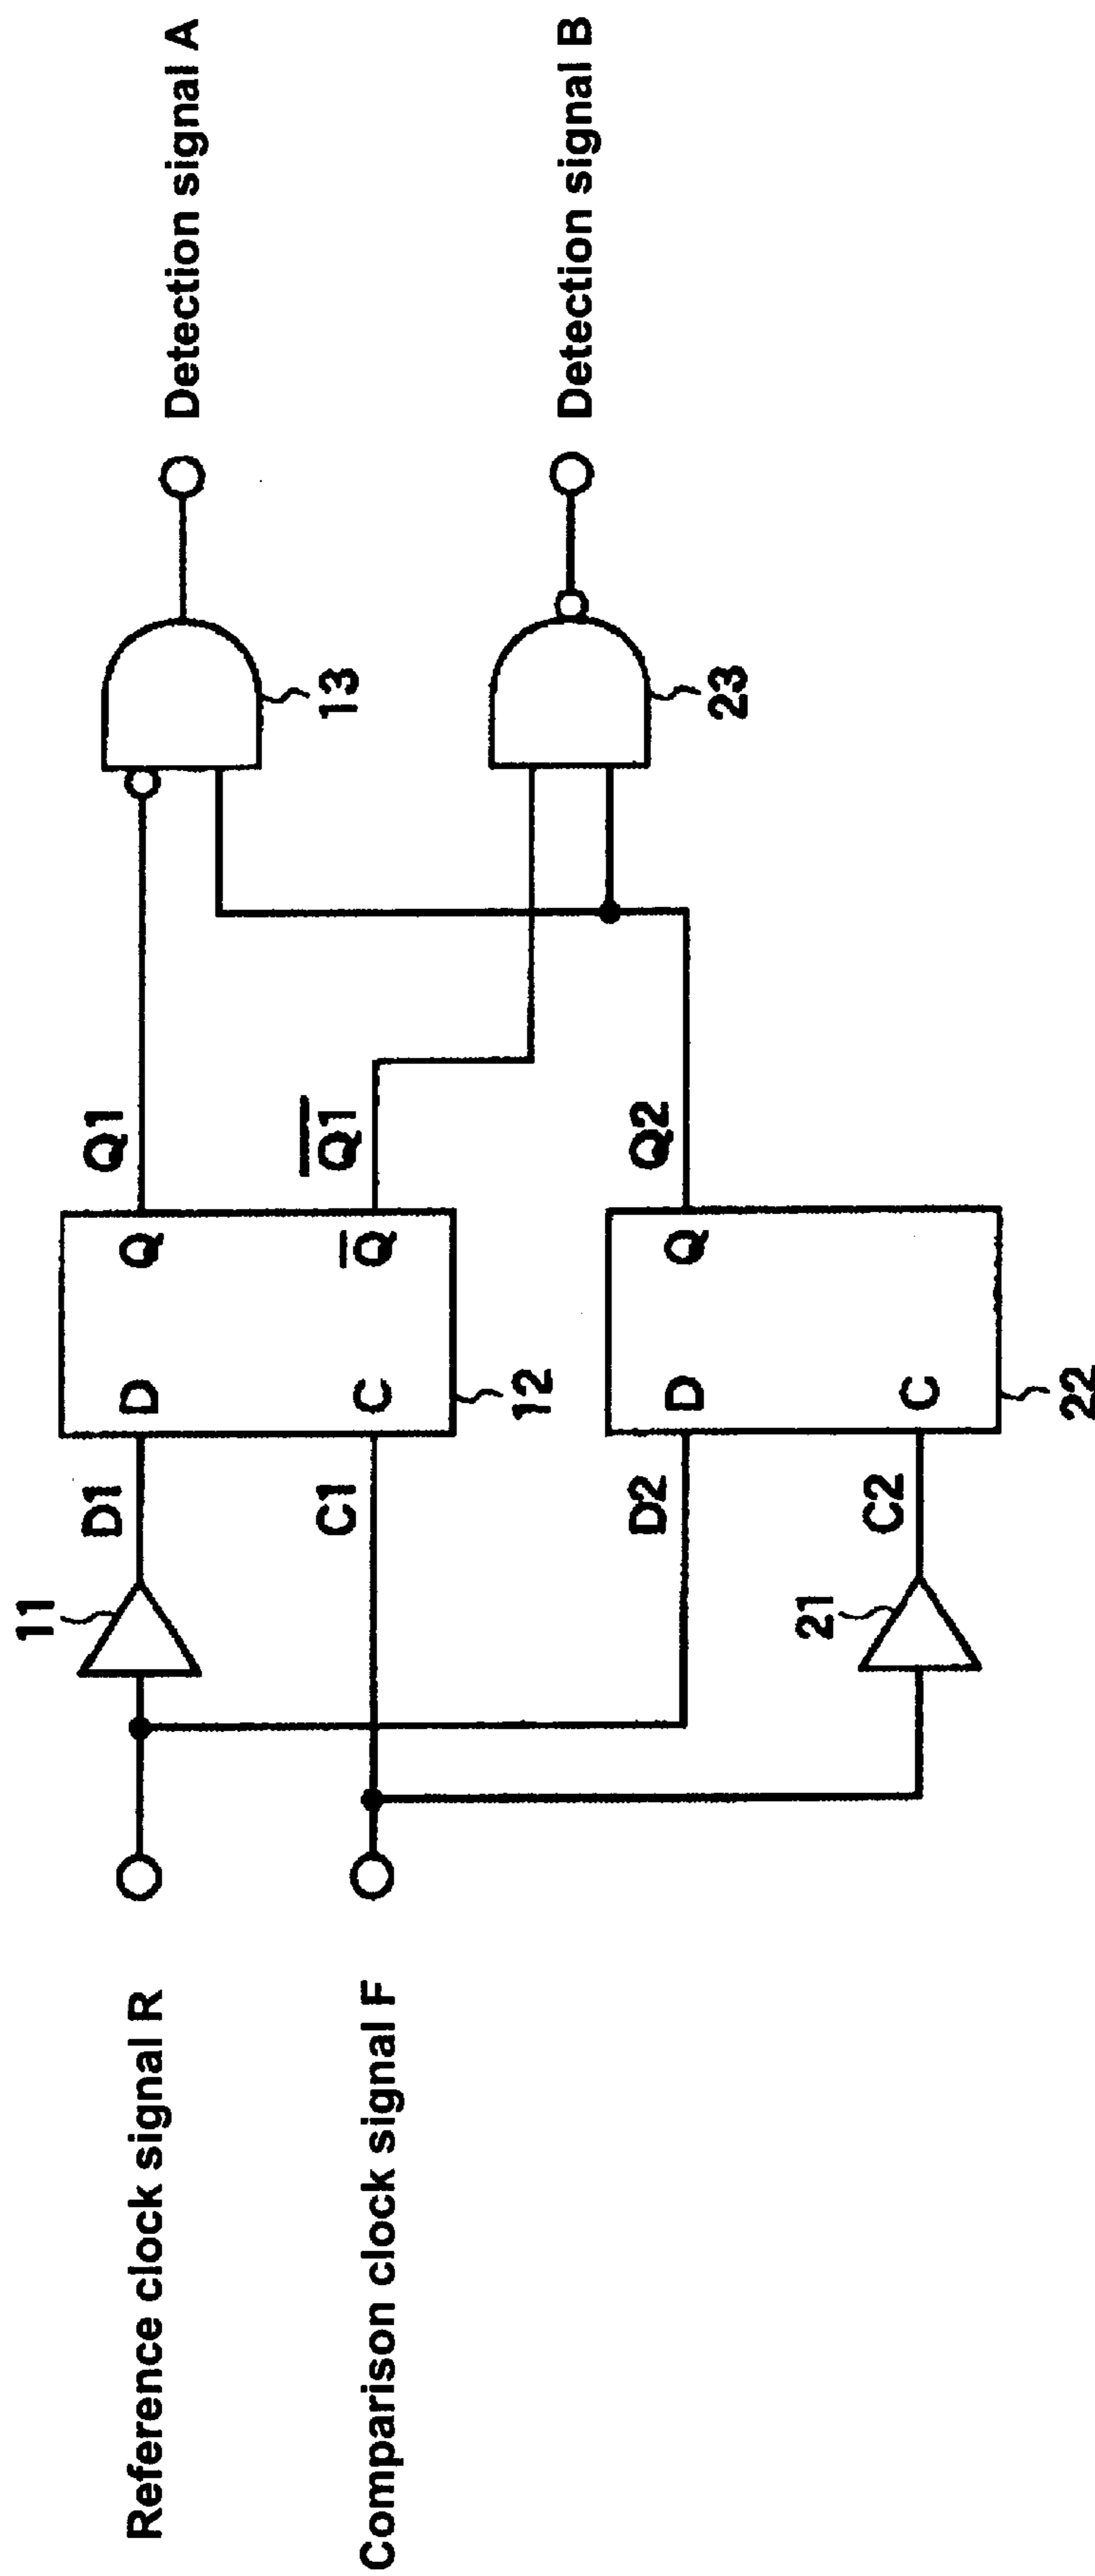 Reference clock signal R
Comparison clock signal F
11
D1
C1
D
Q
C
Q̅
12
Q1
Q̅1̅
13
Detection signal A
21
D2
C2
D
Q
C
22
Q2
23
Detection signal B